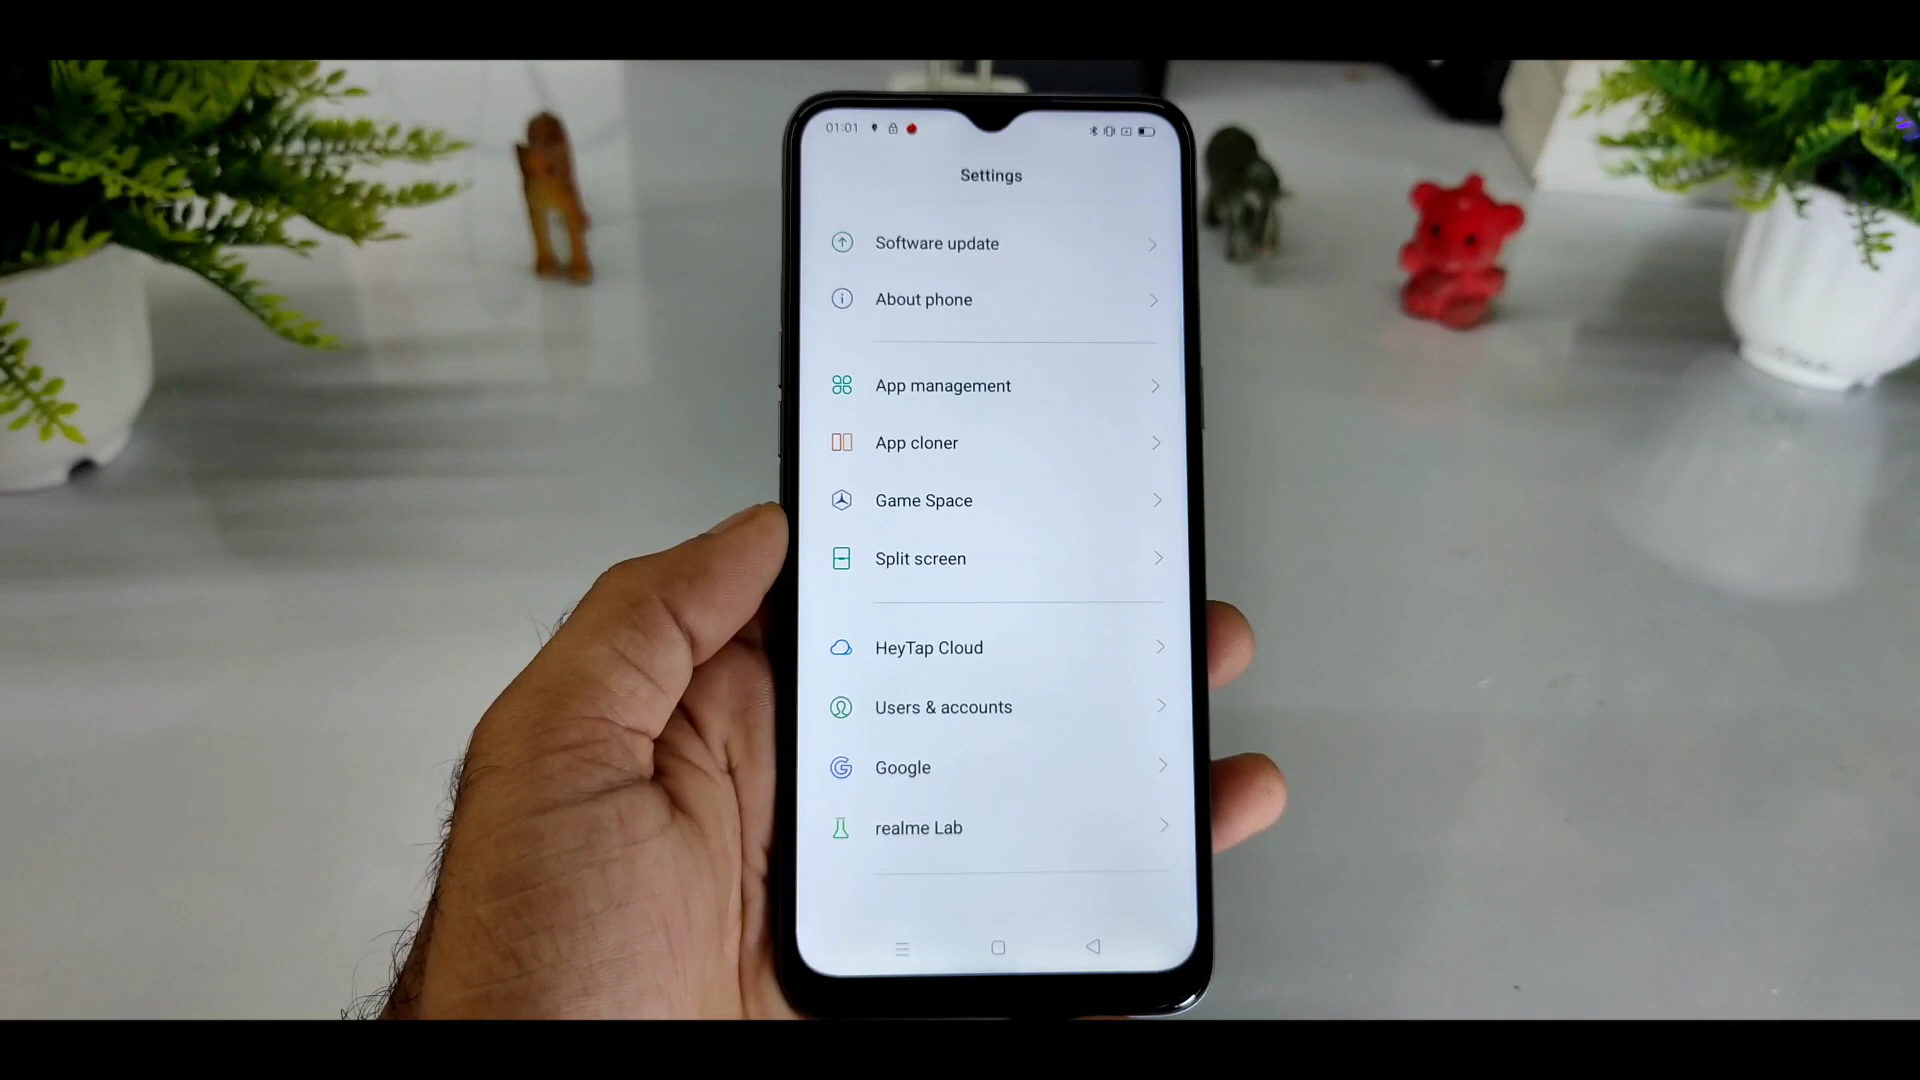 01:01
Settings
Software update
About phone
App management
App cloner
Game Space
Split screen
HeyTap Cloud
Users & accounts
Google
realme Lab